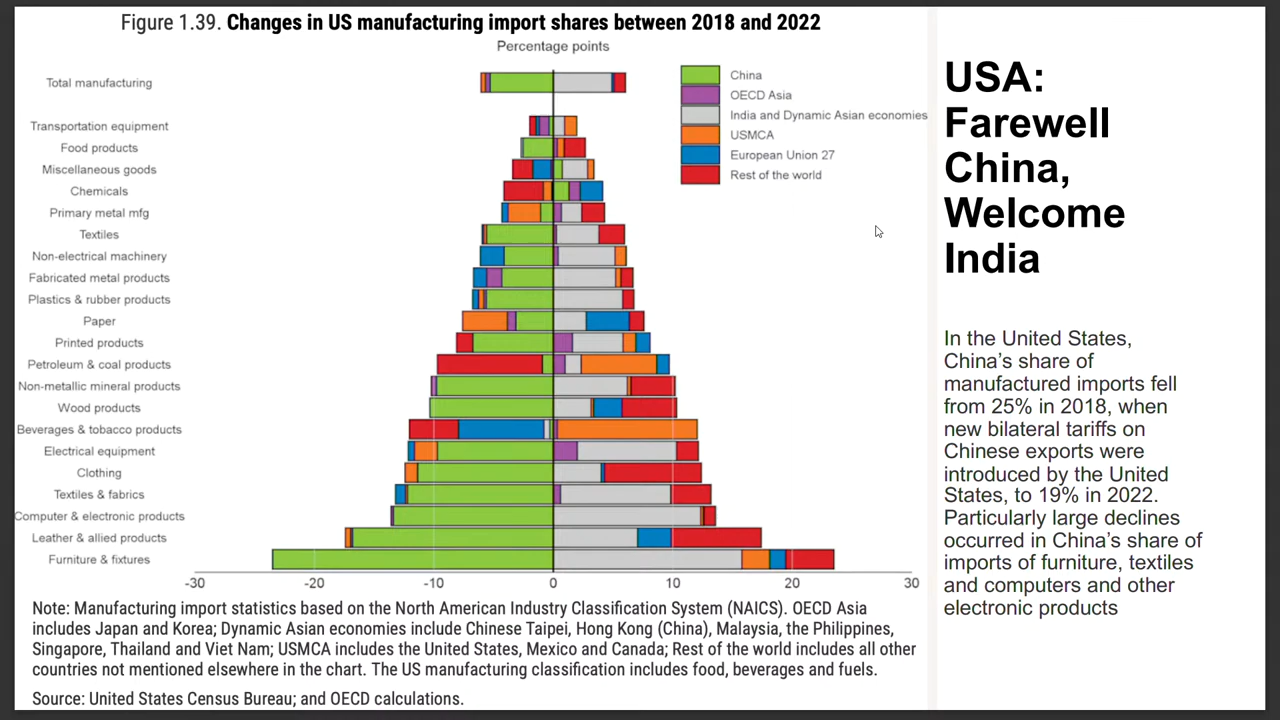 Figure 1.39. Changes in US manufacturing import shares between 2018 and 2022
Percentage points
Total manufacturing
Transportation equipment
Food products
Miscellaneous goods
Chemicals
Primary metal mfg
Textiles
Non-electrical machinery
Fabricated metal products
Plastics & rubber products
Paper
Printed products
Petroleum & coal products
Non-metallic mineral products
Wood products
Beverages & tobacco products
Electrical equipment
Clothing
Textiles & fabrics
Computer & electronic products
Leather & allied products
Furniture & fixtures
China
OECD Asia
India and Dynamic Asian economies
USMCA
European Union 27
Rest of the world
-30 -20 -10 0 10 20 30
Note: Manufacturing import statistics based on the North American Industry Classification System (NAICS). OECD Asia
includes Japan and Korea; Dynamic Asian economies include Chinese Taipei, Hong Kong (China), Malaysia, the Philippines,
Singapore, Thailand and Viet Nam; USMCA includes the United States, Mexico and Canada; Rest of the world includes all other
countries not mentioned elsewhere in the chart. The US manufacturing classification includes food, beverages and fuels.
Source: United States Census Bureau; and OECD calculations.
USA:
Farewell
China,
Welcome
India
In the United States,
China's share of
manufactured imports fell
from 25% in 2018, when
new bilateral tariffs on
Chinese exports were
introduced by the United
States, to 19% in 2022.
Particularly large declines
occurred in China's share of
imports of furniture, textiles
and computers and other
electronic products